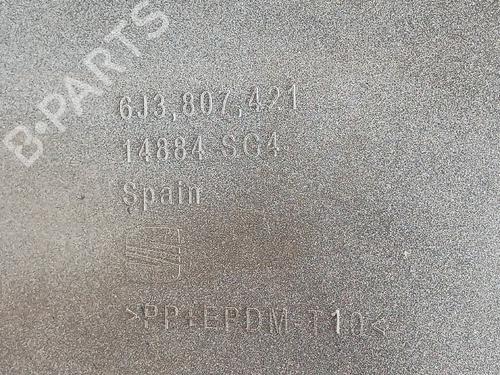 B-PARTS
6J3,807,421
14884 SG4
Spain
>PP+EPDM-T10<